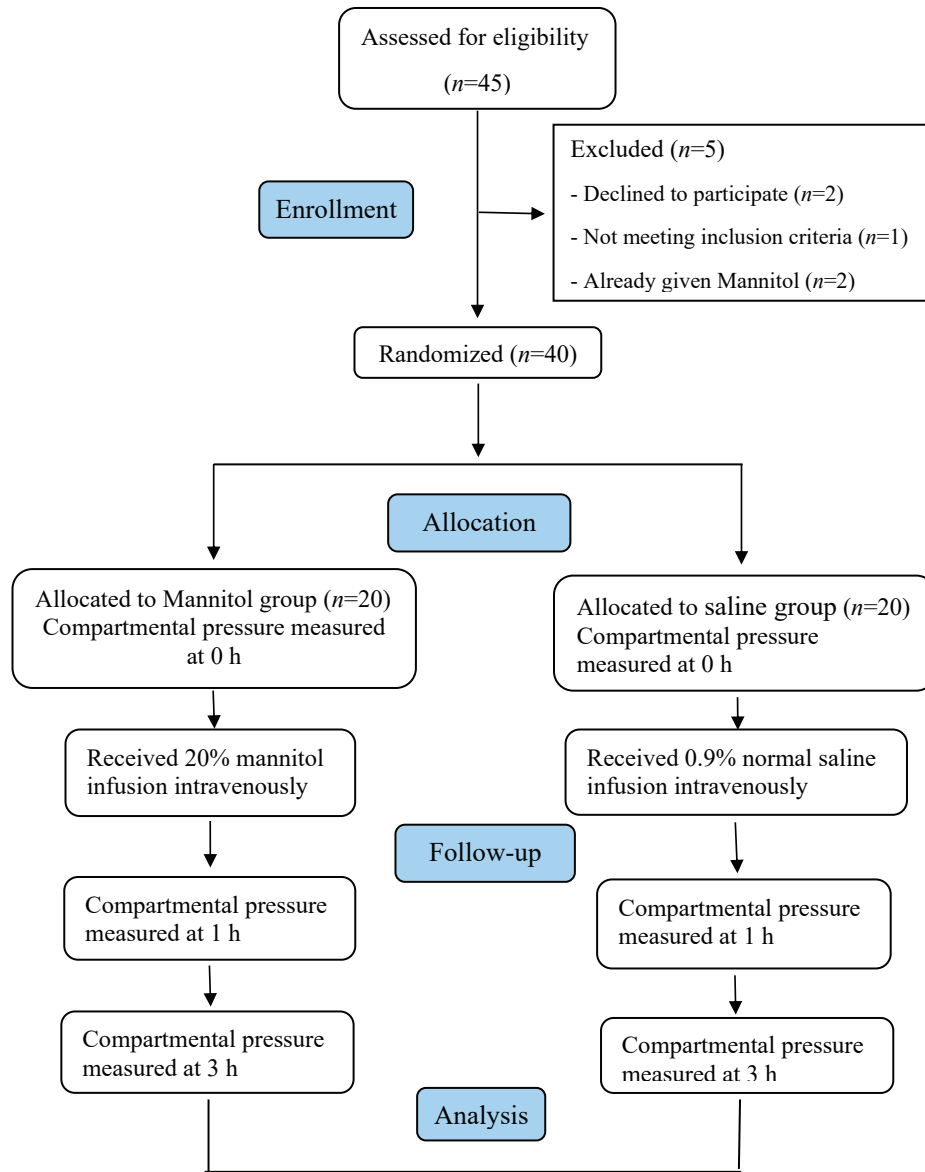 Assessed for eligibility
(n=45)
Excluded (n=5)
- Declined to participate (n=2)
- Not meeting inclusion criteria (n=1)
- Already given Mannitol (n=2)
Enrollment
Randomized (n=40)
Allocation
Allocated to Mannitol group (n=20)
Compartmental pressure measured
at 0 h
Allocated to saline group (n=20)
Compartmental pressure
measured at 0 h
Received 20% mannitol
infusion intravenously
Received 0.9% normal saline
infusion intravenously
Follow-up
Compartmental pressure
measured at 1 h
Compartmental pressure
measured at 1 h
Compartmental pressure
measured at 3 h
Compartmental pressure
measured at 3 h
Analysis